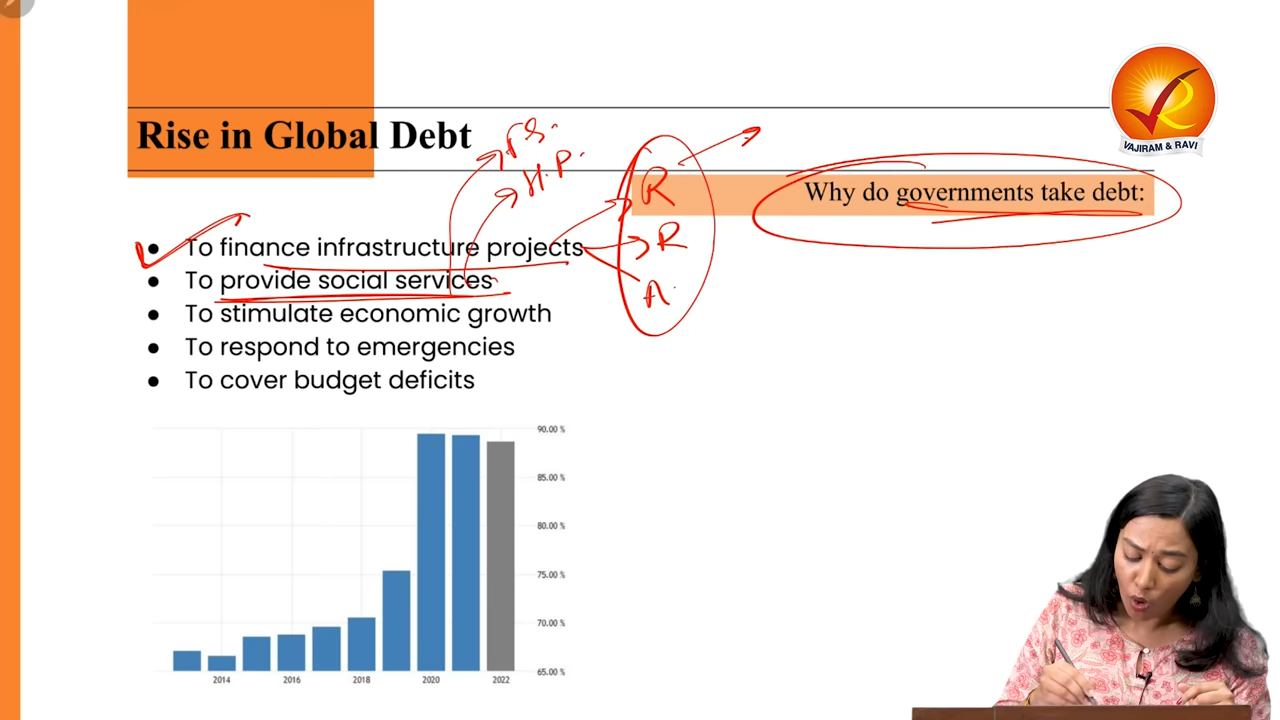 VAJIRAM & RAVI
Rise in Global Debt
Why do governments take debt:
H.P.
R
R
● To finance infrastructure projects
● To provide social services
● To stimulate economic growth
● To respond to emergencies
● To cover budget deficits
90.00 %
85.00 %
80.00 %
75.00 %
70.00 %
65.00 %
2014 2016 2018 2020 2022